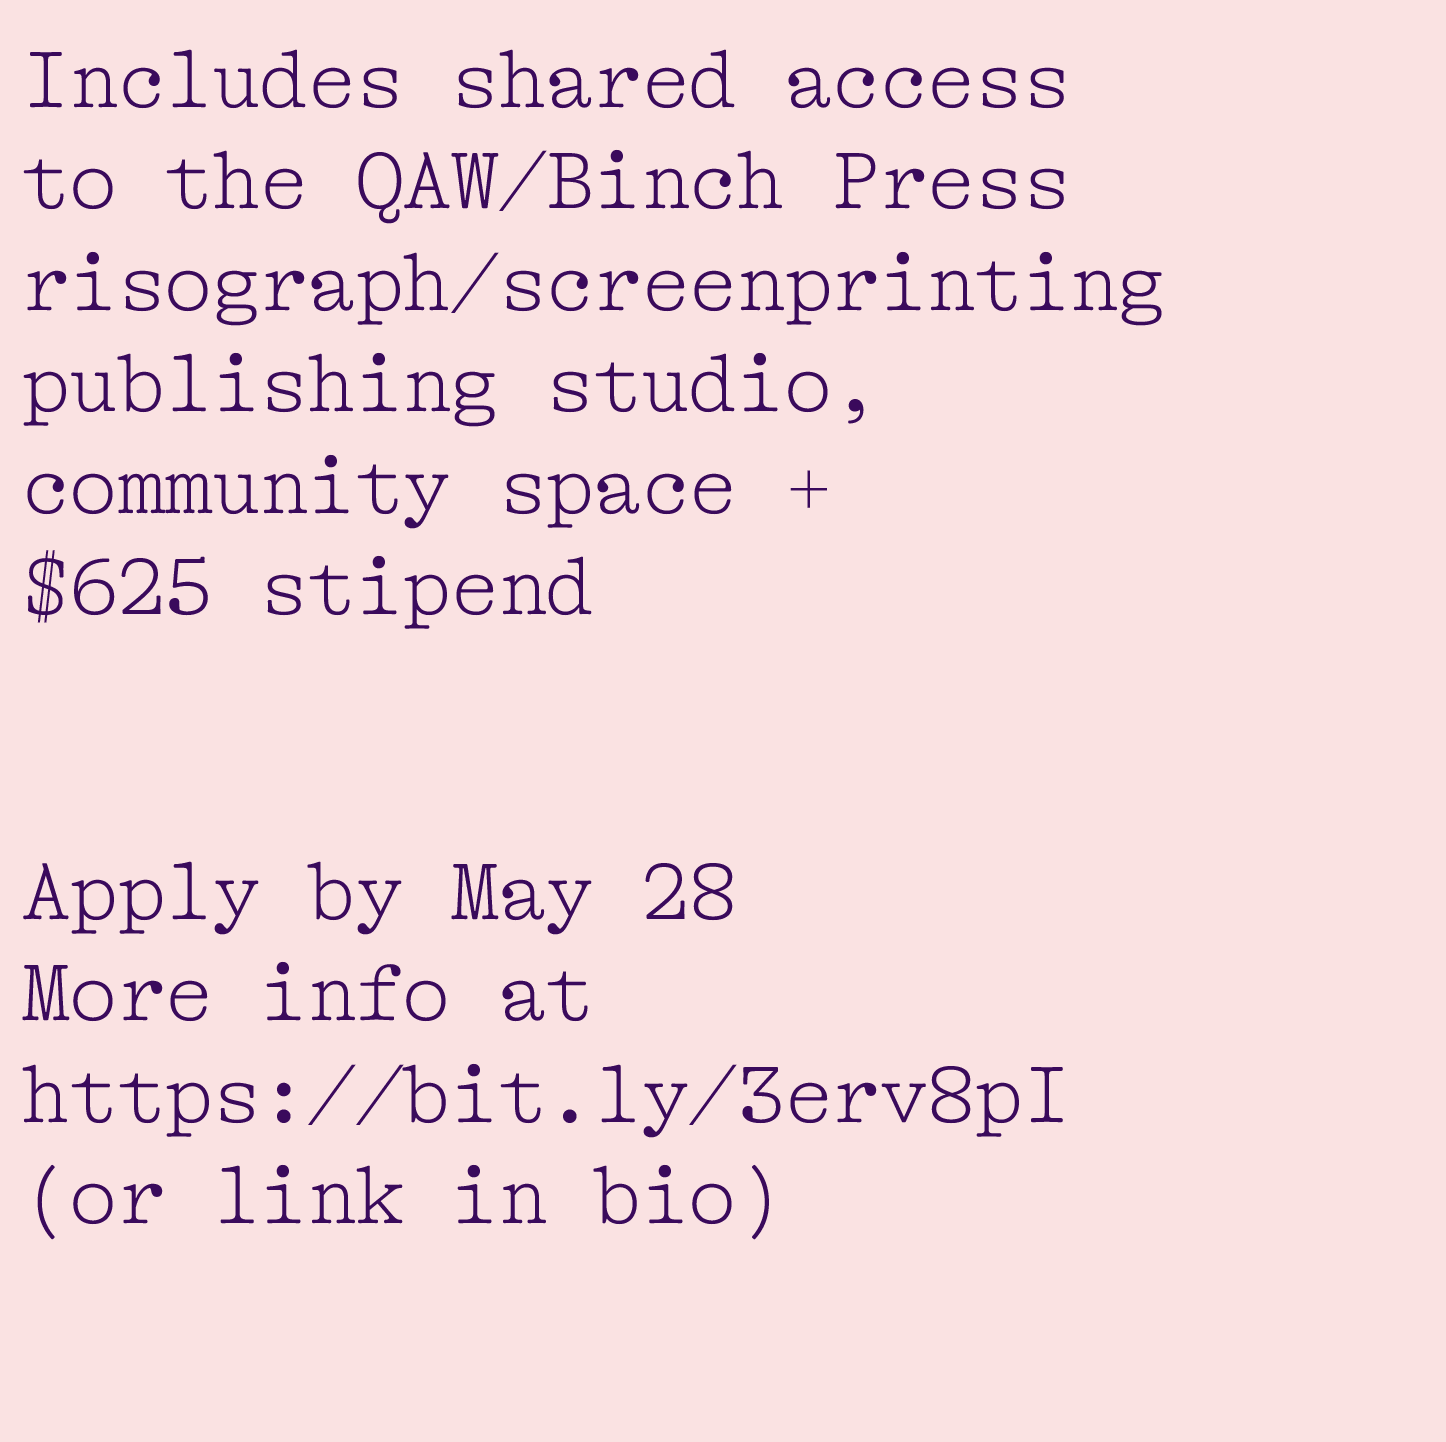 Includes shared access
to the QAW/Binch Press
risograph/screenprinting
publishing studio,
community space +
$625 stipend
Apply by May 28
More info at
https://bit.ly/3erv8pI
(or link in bio)